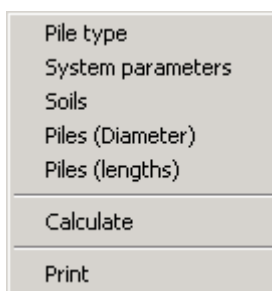 Pile type
System parameters
Soils
Piles (Diameter)
Piles (lengths)
Calculate
Print